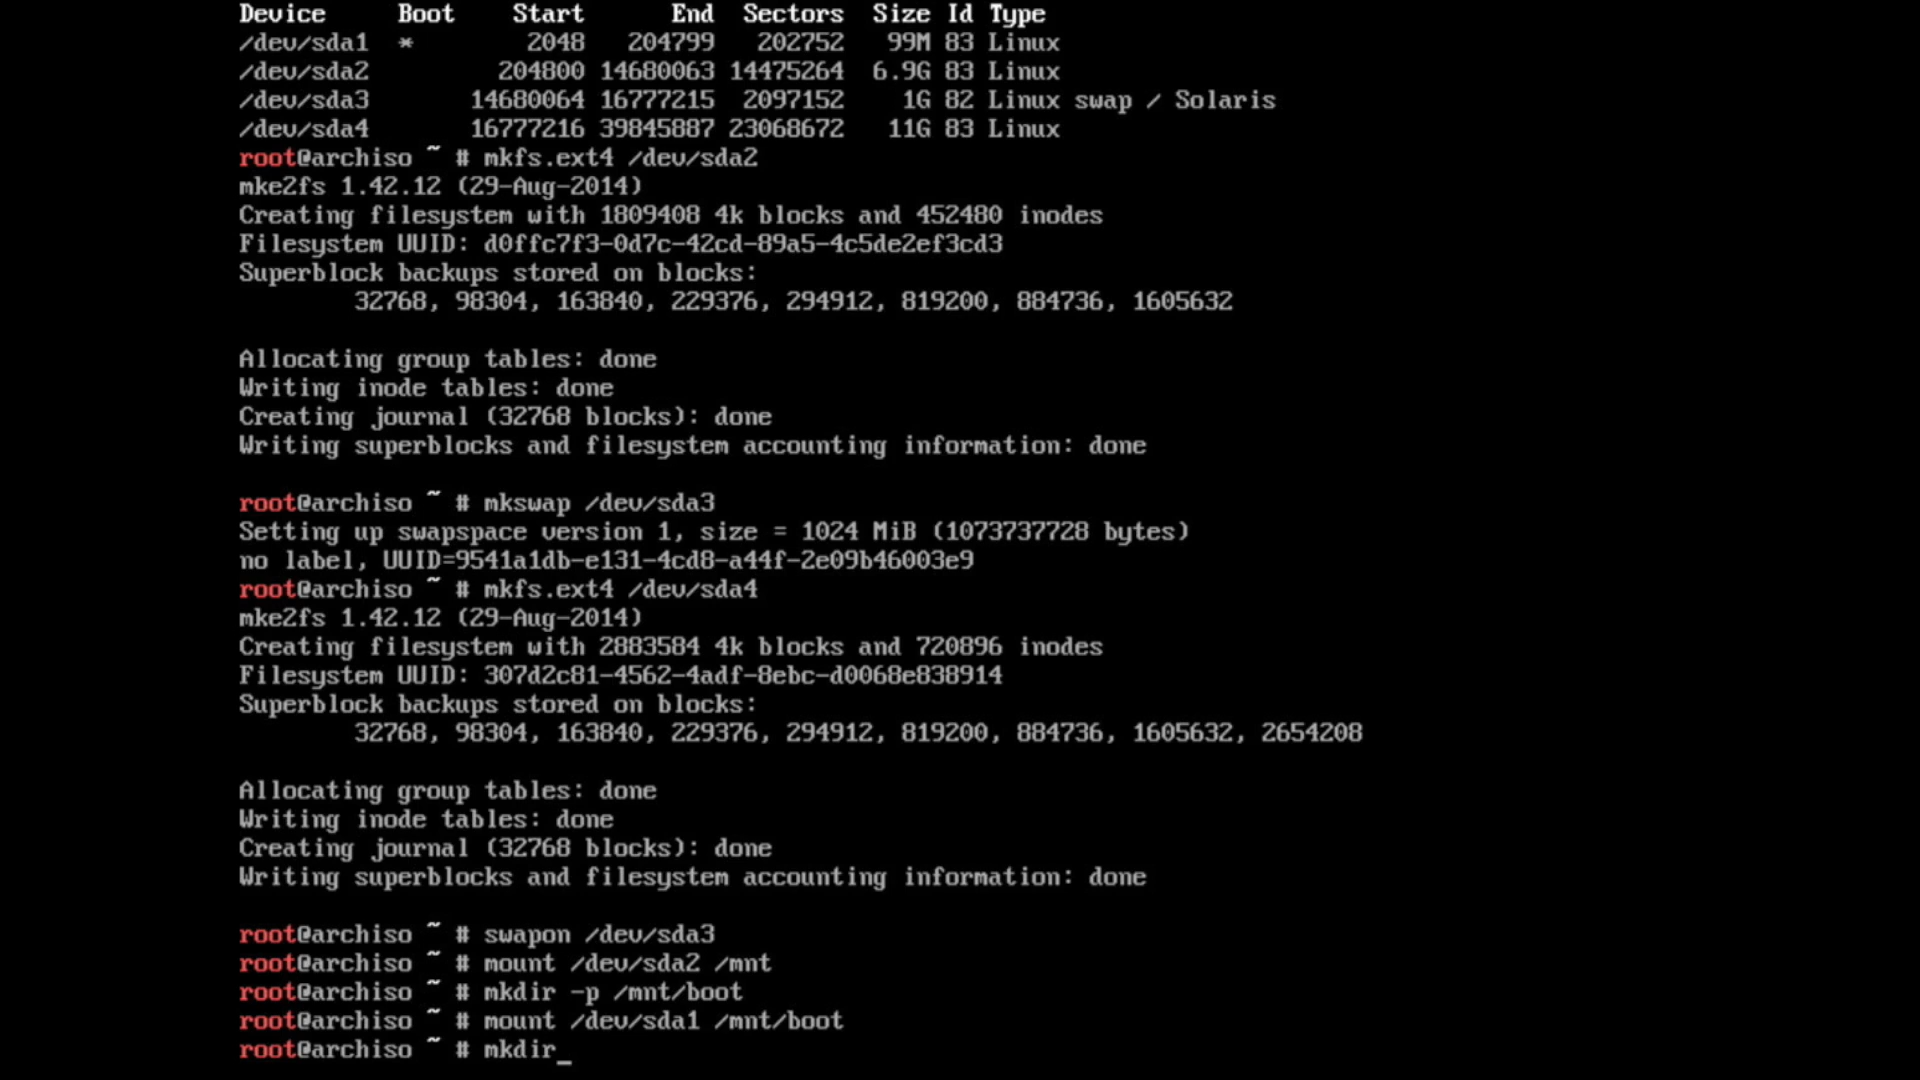 Device Boot Start End Sectors Size Id Type
/dev/sda1 * 2048 204799 202752 99M 83 Linux
/dev/sda2 204800 14680063 14475264 6.9G 83 Linux
/dev/sda3 14680064 16777215 2097152 1G 82 Linux swap / Solaris
/dev/sda4 16777216 39845887 23068672 11G 83 Linux
root@archiso ~ # mkfs.ext4 /dev/sda2
mke2fs 1.42.12 (29-Aug-2014)
Creating filesystem with 1809408 4k blocks and 452480 inodes
Filesystem UUID: d0ffc7f3-0d7c-42cd-89a5-4c5de2ef3cd3
Superblock backups stored on blocks:
32768, 98304, 163840, 229376, 294912, 819200, 884736, 1605632
Allocating group tables: done
Writing inode tables: done
Creating journal (32768 blocks): done
Writing superblocks and filesystem accounting information: done
root@archiso ~ # mkswap /dev/sda3
Setting up swapspace version 1, size = 1024 MiB (1073737728 bytes)
no label, UUID=9541a1db-e131-4cd8-a44f-2e09b46003e9
root@archiso ~ # mkfs.ext4 /dev/sda4
mke2fs 1.42.12 (29-Aug-2014)
Creating filesystem with 2883584 4k blocks and 720896 inodes
Filesystem UUID: 307d2c81-4562-4adf-8ebc-d0068e838914
Superblock backups stored on blocks:
32768, 98304, 163840, 229376, 294912, 819200, 884736, 1605632, 2654208
Allocating group tables: done
Writing inode tables: done
Creating journal (32768 blocks): done
Writing superblocks and filesystem accounting information: done
root@archiso ~ # swapon /dev/sda3
root@archiso ~ # mount /dev/sda2 /mnt
root@archiso ~ # mkdir -p /mnt/boot
root@archiso ~ # mount /dev/sda1 /mnt/boot
root@archiso ~ # mkdir_